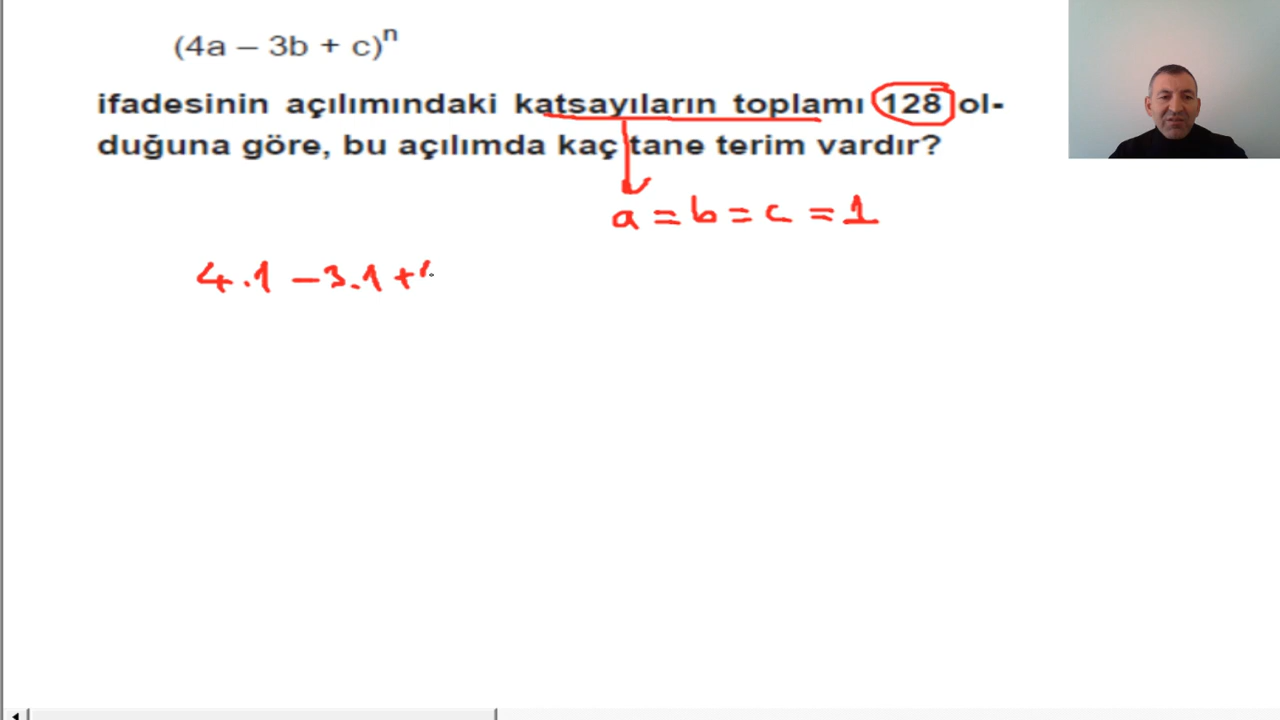 (4a – 3b + c)ⁿ
ifadesinin açılımındaki katsayıların toplamı 128 ol-
duğuna göre, bu açılımda kaç tane terim vardır?
a = b = c = 1
4.1 – 3.1 +